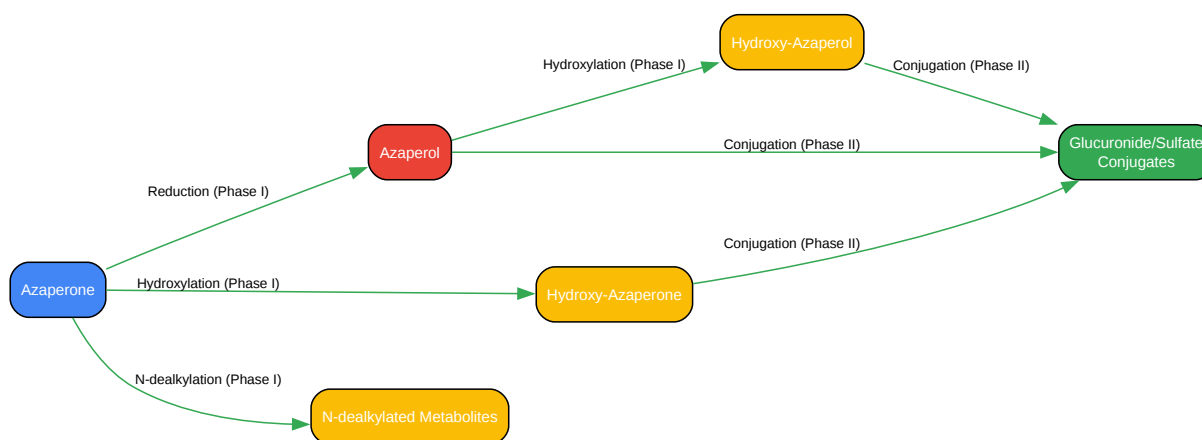 Hydroxy-Azaperol
Hydroxylation (Phase I)
Conjugation (Phase II)
Azaperol
Conjugation (Phase II)
Glucuronide/Sulfate
Conjugates
Reduction (Phase I)
Conjugation (Phase II)
Azaperone
Hydroxylation (Phase I)
Hydroxy-Azaperone
N-dealkylation (Phase I)
N-dealkylated Metabolites